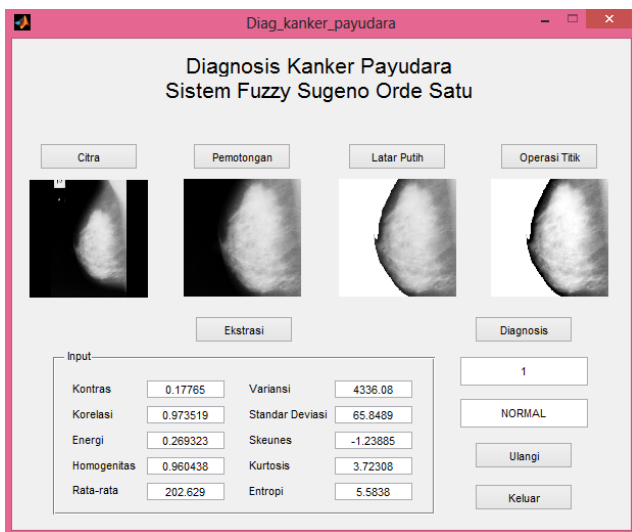 Diag_kanker_payudara
Diagnosis Kanker Payudara
Sistem Fuzzy Sugeno Orde Satu
Citra Pemotongan Latar Putih Operasi Titik
Ekstrasi Diagnosis
Input
Kontras 0.17765 Variansi 4336.08
Korelasi 0.973519 Standar Deviasi 65.8489
Energi 0.269323 Skeunes -1.23885
Homogenitas 0.960438 Kurtosis 3.72308
Rata-rata 202.629 Entropi 5.5838
1
NORMAL
Ulangi
Keluar